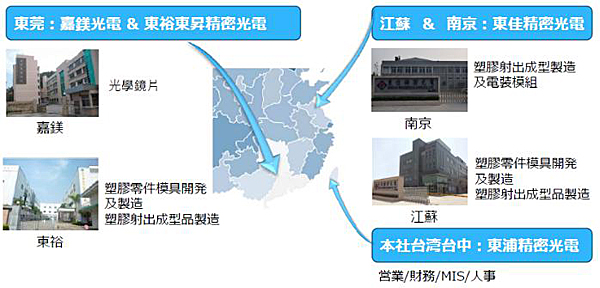 東莞：嘉鎂光電 & 東裕東昇精密光電
光學鏡片
嘉鎂
塑膠零件模具開發
及製造
塑膠射出成型品製造
東裕
江蘇 & 南京：東佳精密光電
塑膠射出成型製造
及電裝模組
南京
塑膠零件模具開發
及製造
塑膠射出成型品製造
江蘇
本社台湾台中：東浦精密光電
営業/財務/MIS/人事